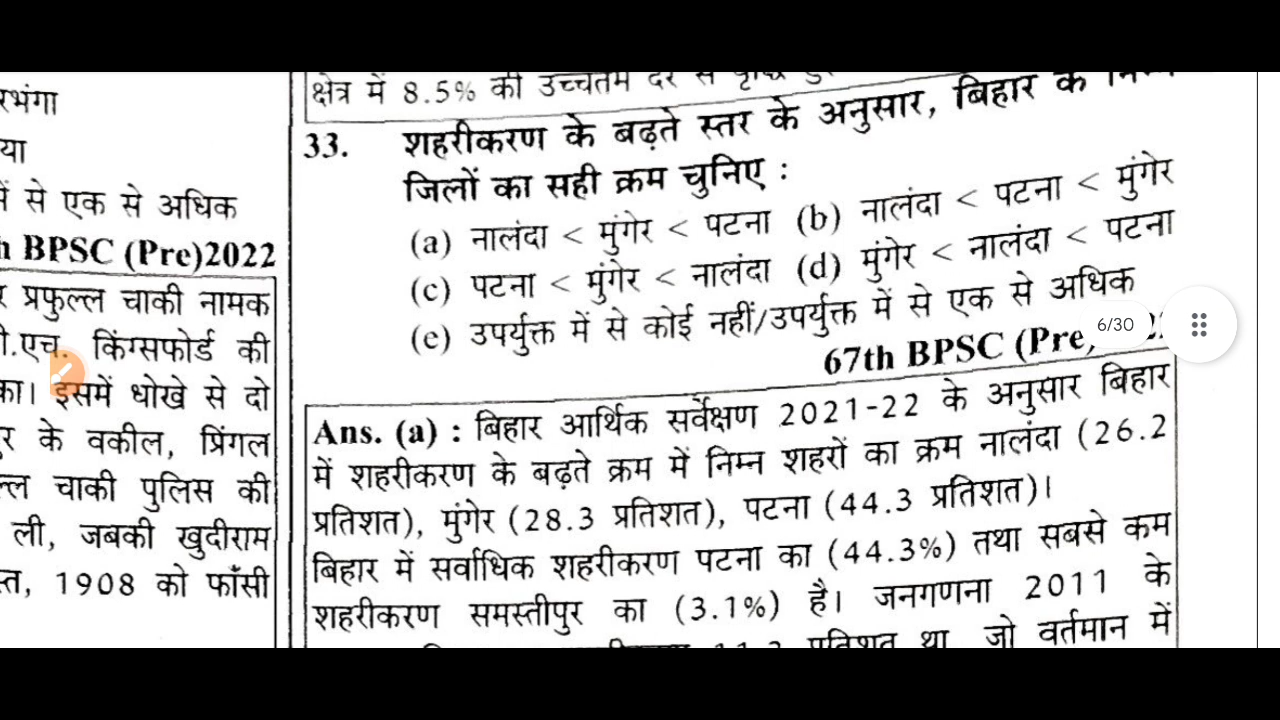 रभंगा
या
में से एक से अधिक
h BPSC (Pre)2022
र प्रफुल्ल चाकी नामक
ी.एच. किंग्सफोर्ड की
का। इसमें धोखे से दो
र के वकील, प्रिंगल
ल्ल चाकी पुलिस की
ली, जबकी खुदीराम
स्त, 1908 को फाँसी
क्षेत्र में 8.5% की उच्चतम दर से
33. शहरीकरण के बढ़ते स्तर के अनुसार, बिहार के निम्न
जिलों का सही क्रम चुनिए :
(a) नालंदा < मुंगेर < पटना (b) नालंदा < पटना < मुंगेर
(c) पटना < मुंगेर < नालंदा (d) मुंगेर < नालंदा < पटना
(e) उपर्युक्त में से कोई नहीं/उपर्युक्त में से एक से अधिक
67th BPSC (Pre)
6/30
Ans. (a) : बिहार आर्थिक सर्वेक्षण 2021-22 के अनुसार बिहार
में शहरीकरण के बढ़ते क्रम में निम्न शहरों का क्रम नालंदा (26.2
प्रतिशत), मुंगेर (28.3 प्रतिशत), पटना (44.3 प्रतिशत)।
बिहार में सर्वाधिक शहरीकरण पटना का (44.3%) तथा सबसे कम
शहरीकरण समस्तीपुर का (3.1%) है। जनगणना 2011 के
प्रतिशत था जो वर्तमान में